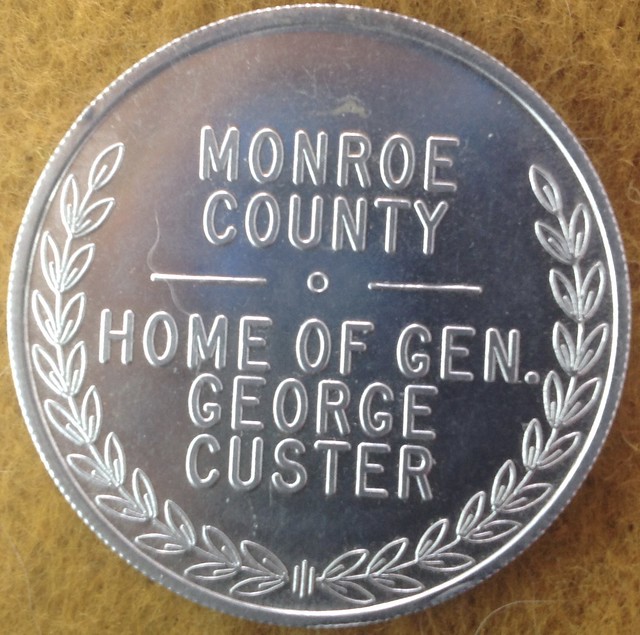 MONROE
COUNTY
HOME OF GEN.
GEORGE
CUSTER